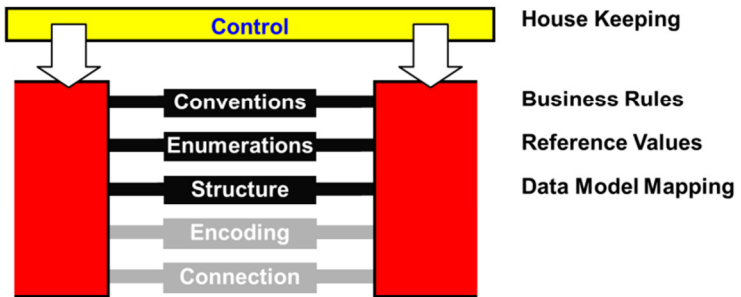 Control House Keeping
Conventions Business Rules
Enumerations Reference Values
Structure Data Model Mapping
Encoding
Connection